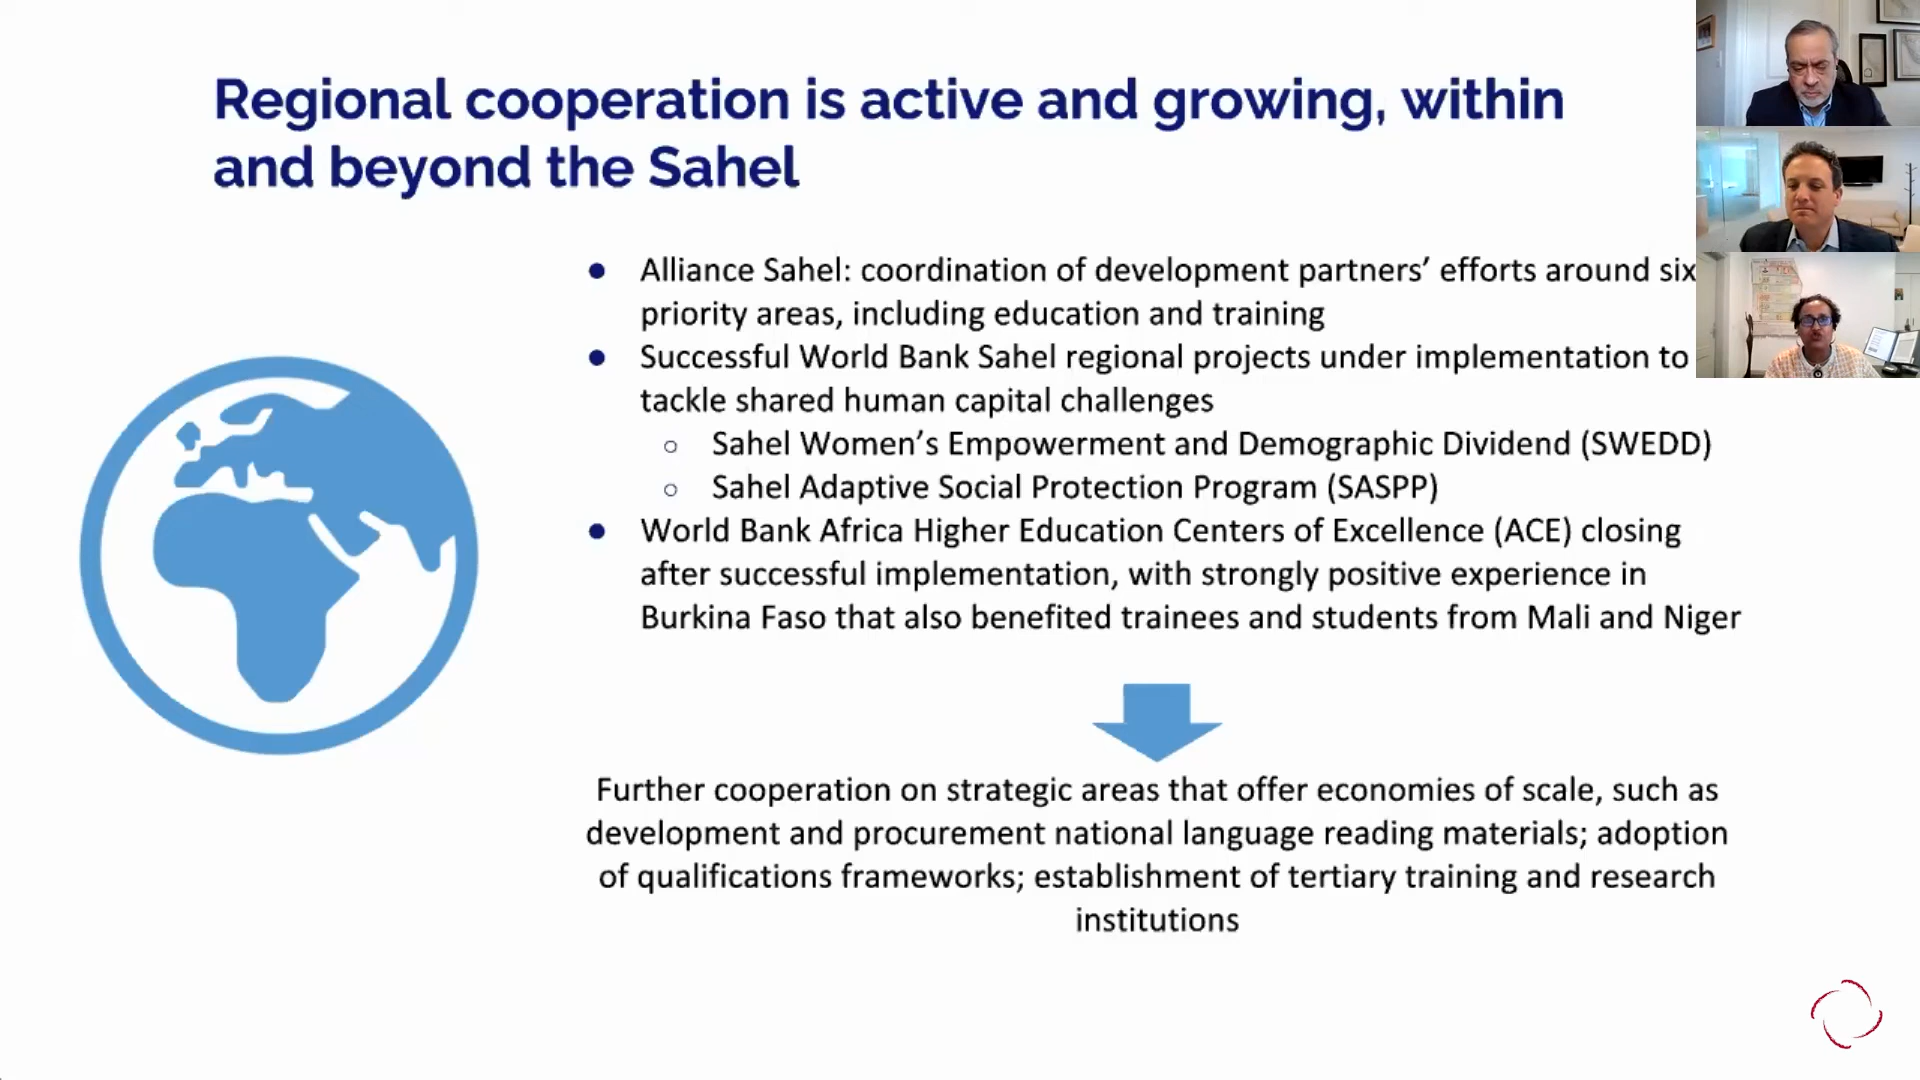 Regional cooperation is active and growing, within
and beyond the Sahel
● Alliance Sahel: coordination of development partners’ efforts around six
priority areas, including education and training
● Successful World Bank Sahel regional projects under implementation to
tackle shared human capital challenges
○ Sahel Women’s Empowerment and Demographic Dividend (SWEDD)
○ Sahel Adaptive Social Protection Program (SASPP)
● World Bank Africa Higher Education Centers of Excellence (ACE) closing
after successful implementation, with strongly positive experience in
Burkina Faso that also benefited trainees and students from Mali and Niger
Further cooperation on strategic areas that offer economies of scale, such as
development and procurement national language reading materials; adoption
of qualifications frameworks; establishment of tertiary training and research
institutions